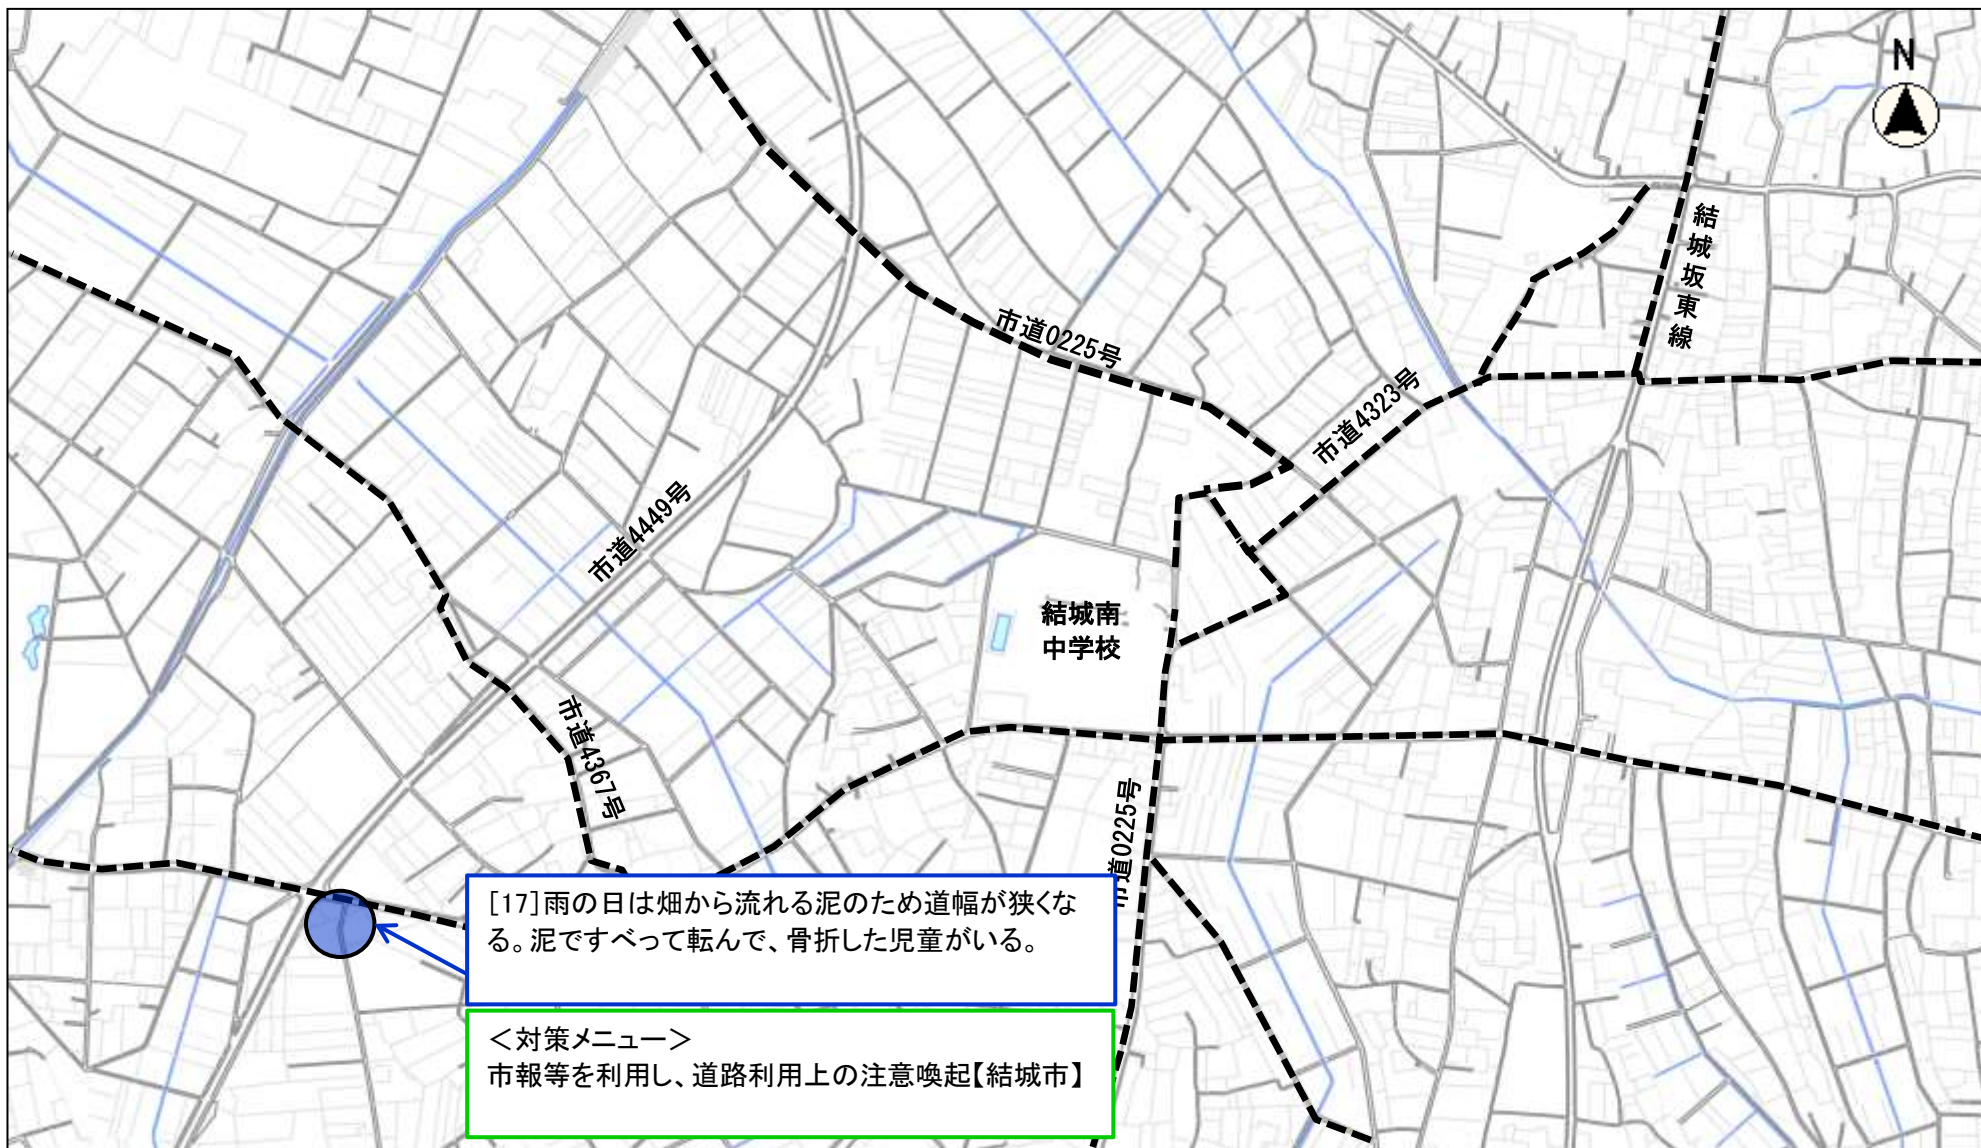 N
結城坂東線
市道0225号
市道4323号
市道4449号
結城南
中学校
市道4367号
市道0225号
[17]雨の日は畑から流れる泥のため道幅が狭くな
る。泥ですべって転んで、骨折した児童がいる。
＜対策メニュー＞
市報等を利用し、道路利用上の注意喚起【結城市】